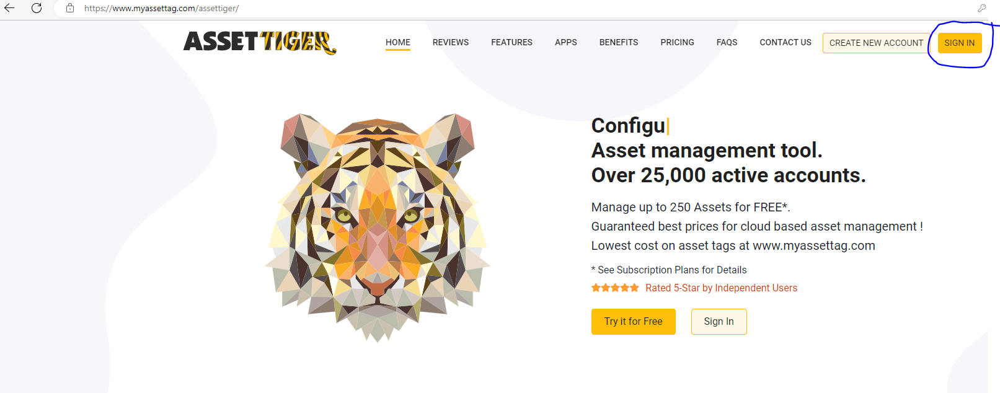 https://www.myassettag.com/assettiger/
ASSETTIGER
HOME REVIEWS FEATURES APPS BENEFITS PRICING FAQS CONTACT US CREATE NEW ACCOUNT SIGN IN
Configu
Asset management tool.
Over 25,000 active accounts.
Manage up to 250 Assets for FREE*.
Guaranteed best prices for cloud based asset management !
Lowest cost on asset tags at www.myassettag.com
* See Subscription Plans for Details
Rated 5-Star by Independent Users
Try it for Free Sign In